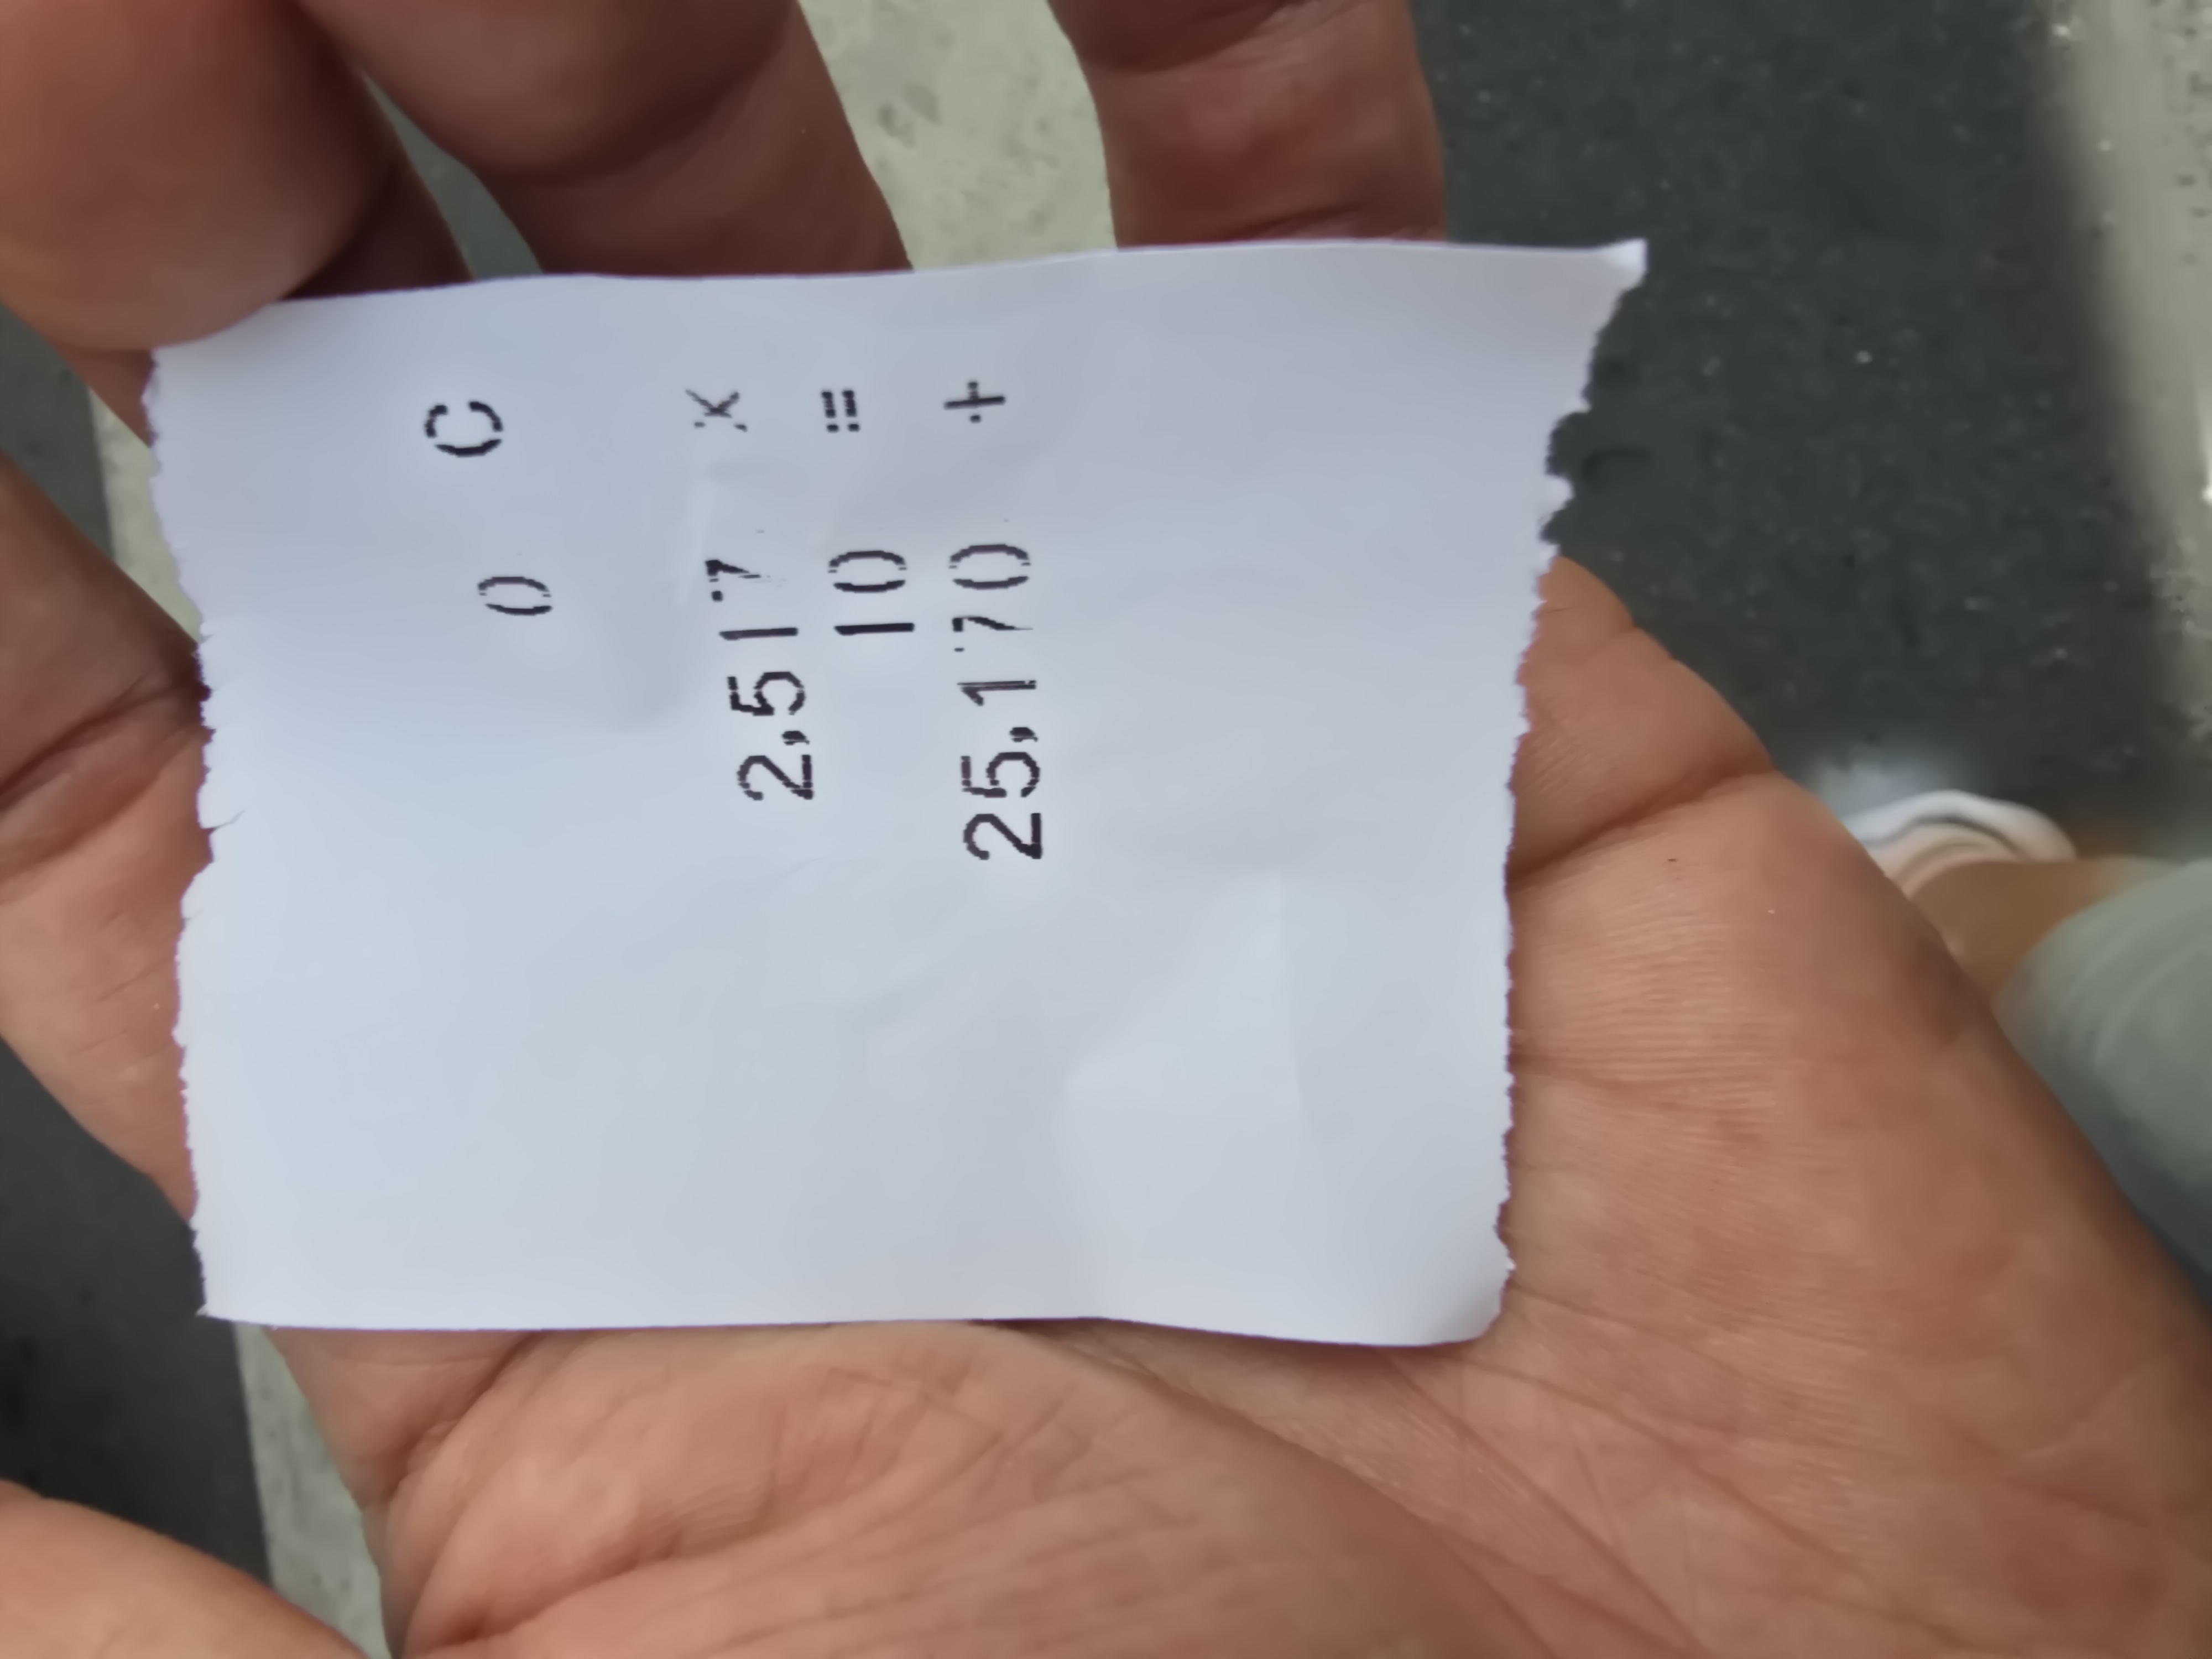 0 C
2,517 x
10 =
25,170 +